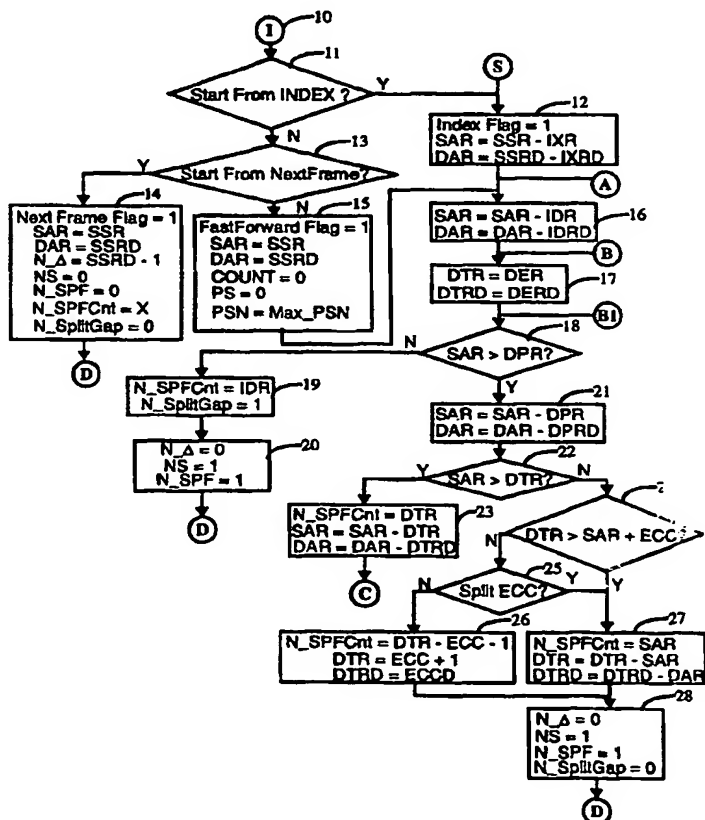 I
10
11
Start From INDEX ?
Y
N
S
12
Index Flag = 1
SAR = SSR - IXR
DAR = SSRD - IXRD
A
13
Start From NextFrame?
Y
N
14
Next Frame Flag = 1
SAR = SSR
DAR = SSRD
N_Δ = SSRD - 1
NS = 0
N_SPF = 0
N_SPFCnt = X
N_SplitGap = 0
D
15
FastForward Flag = 1
SAR = SSR
DAR = SSRD
COUNT = 0
PS = 0
PSN = Max_PSN
16
SAR = SAR - IDR
DAR = DAR - IDRD
B
17
DTR = DER
DTRD = DERD
B1
18
SAR > DPR?
N
Y
19
N_SPFCnt = IDR
N_SplitGap = 1
20
N_Δ = 0
NS = 1
N_SPF = 1
D
21
SAR = SAR - DPR
DAR = DAR - DPRD
22
SAR > DTR?
Y
N
23
N_SPFCnt = DTR
SAR = SAR - DTR
DAR = DAR - DTRD
C
DTR > SAR + ECC
N
Y
25
Split ECC?
N
Y
26
N_SPFCnt = DTR - ECC - 1
DTR = ECC + 1
DTRD = ECCD
27
N_SPFCnt = SAR
DTR = DTR - SAR
DTRD = DTRD - DAR
28
N_Δ = 0
NS = 1
N_SPF = 1
N_SplitGap = 0
D